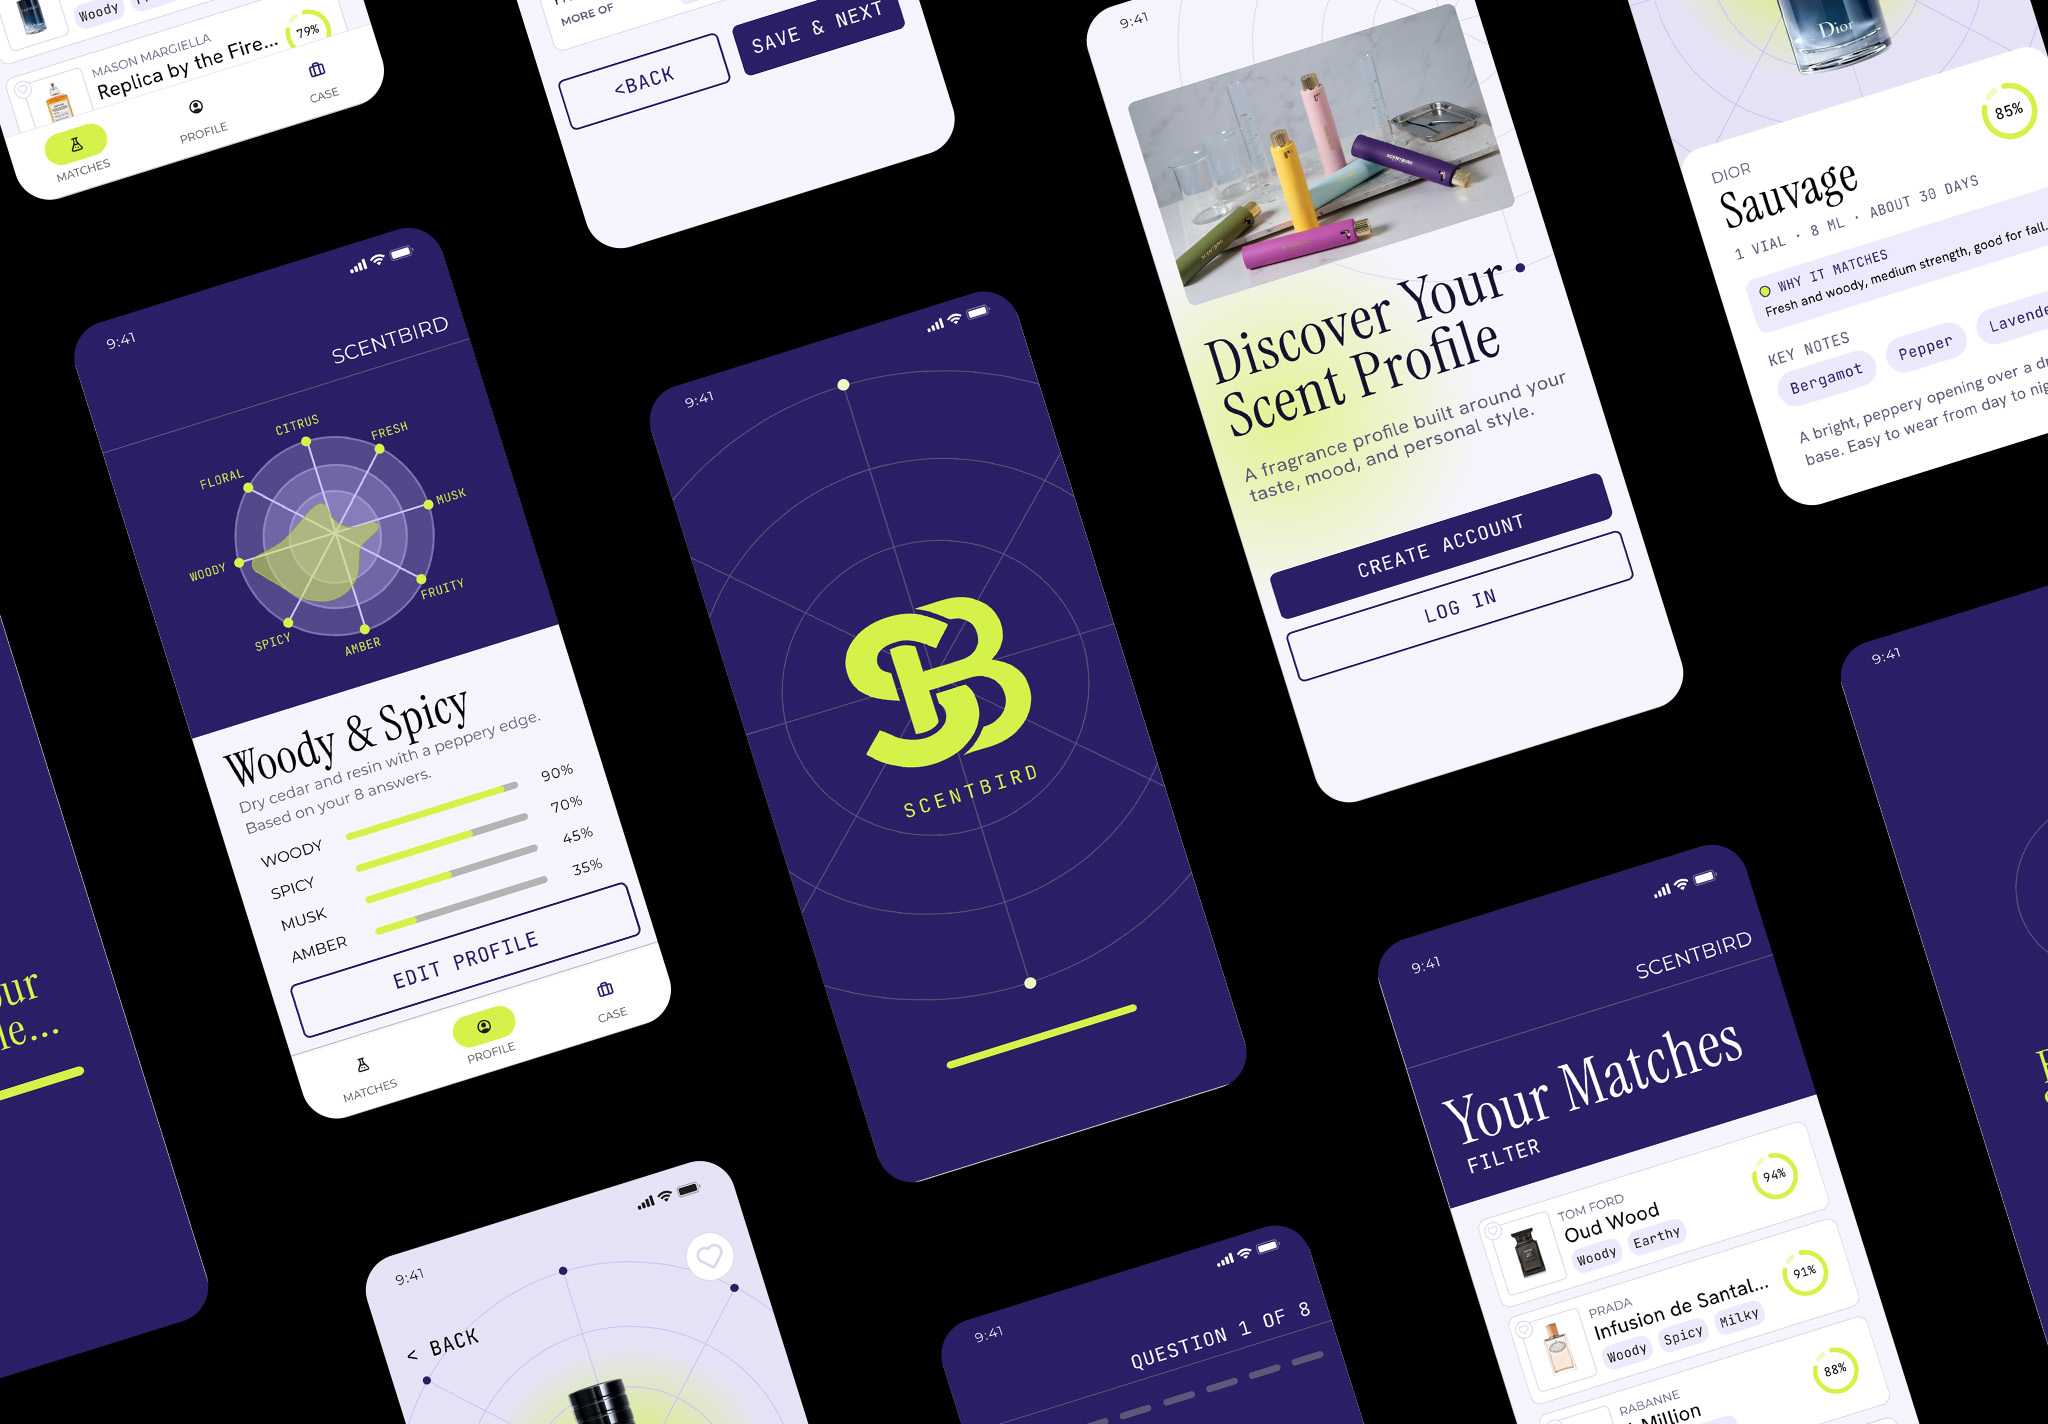 Woody
MASON MARGIELLA
Replica by the Fire...
79%
MATCHES
PROFILE
CASE
MORE OF
<BACK
SAVE & NEXT
9:41
Discover Your
Scent Profile
A fragrance profile built around your
taste, mood, and personal style.
CREATE ACCOUNT
LOG IN
Dior
85%
DIOR
Sauvage
1 VIAL · 8 ML · ABOUT 30 DAYS
WHY IT MATCHES
Fresh and woody, medium strength, good for fall.
KEY NOTES
Bergamot
Pepper
Lavende
A bright, peppery opening over a
base. Easy to wear from day to
9:41
SCENTBIRD
CITRUS
FRESH
FLORAL
MUSK
WOODY
FRUITY
SPICY
AMBER
Woody & Spicy
Dry cedar and resin with a peppery edge.
Based on your 8 answers.
WOODY
90%
SPICY
70%
MUSK
45%
AMBER
35%
EDIT PROFILE
MATCHES
PROFILE
CASE
9:41
SB
SCENTBIRD
ur
le...
9:41
9:41
SCENTBIRD
Your Matches
FILTER
TOM FORD
Oud Wood
Woody
Earthy
94%
PRADA
Infusion de Santal...
Woody
Spicy
Milky
91%
RABANNE
Million
88%
9:41
< BACK
9:41
QUESTION 1 OF 8